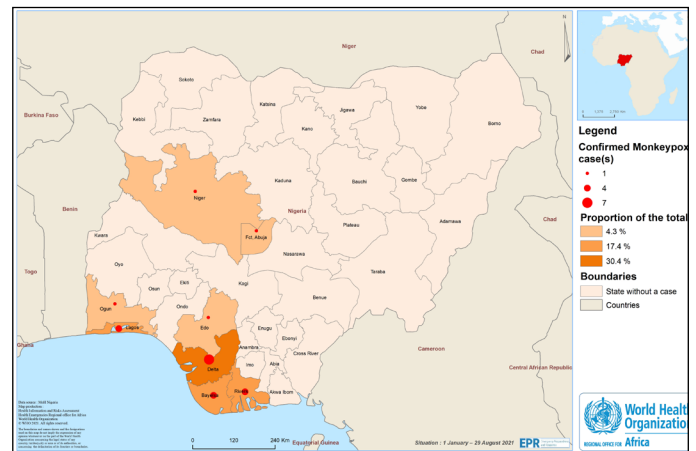 Niger
Chad
N
Burkina Faso
Sokoto
Katsina
Jigawa
Yobe
Borno
Kebbi
Zamfara
Kano
Benin
Niger
Kaduna
Bauchi
Gombe
Nigeria
Fct, Abuja
Plateau
Adamawa
Chad
Kwara
Nasarawa
Taraba
Togo
Oyo
Ekiti
Kogi
Benue
Osun
Ogun
Ondo
Edo
Enugu
Ebonyi
Lagos
Anambra
Cross River
Cameroon
Ghana
Delta
Imo
Abia
Central African Republic
Bayelsa
Rivers
Akwa Ibom
Equatorial Guinea
0 120 240 Km
Situation : 1 January – 29 August 2021
EPR
Legend
Confirmed Monkeypox
case(s)
1
4
7
Proportion of the total
4.3 %
17.4 %
30.4 %
Boundaries
State without a case
Countries
World Healt
Organizatio
REGIONAL OFFICE FOR Africa